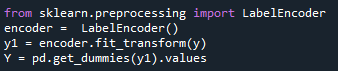 from sklearn.preprocessing import LabelEncoder
encoder =  LabelEncoder()
y1 = encoder.fit_transform(y)
Y = pd.get_dummies(y1).values